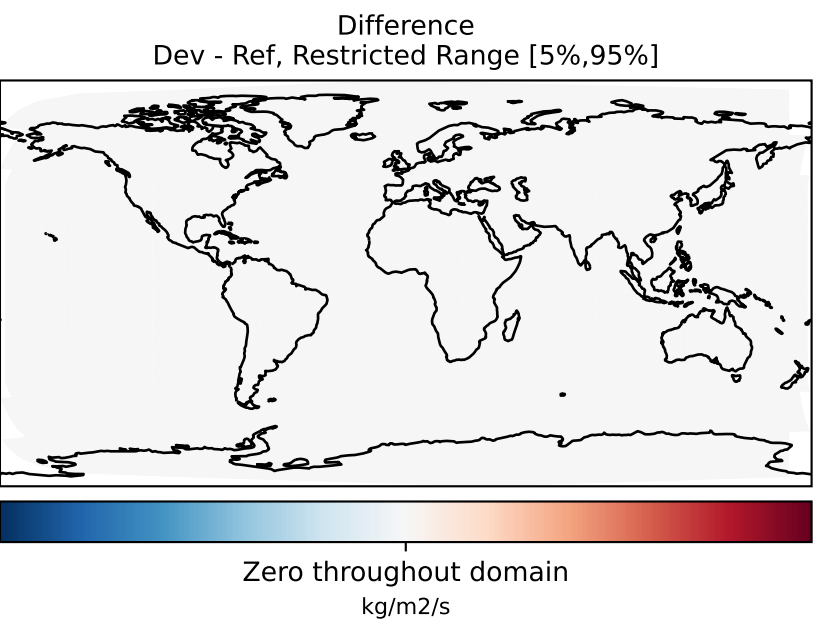 Difference
Dev - Ref, Restricted Range [5%,95%]
Zero throughout domain
kg/m2/s